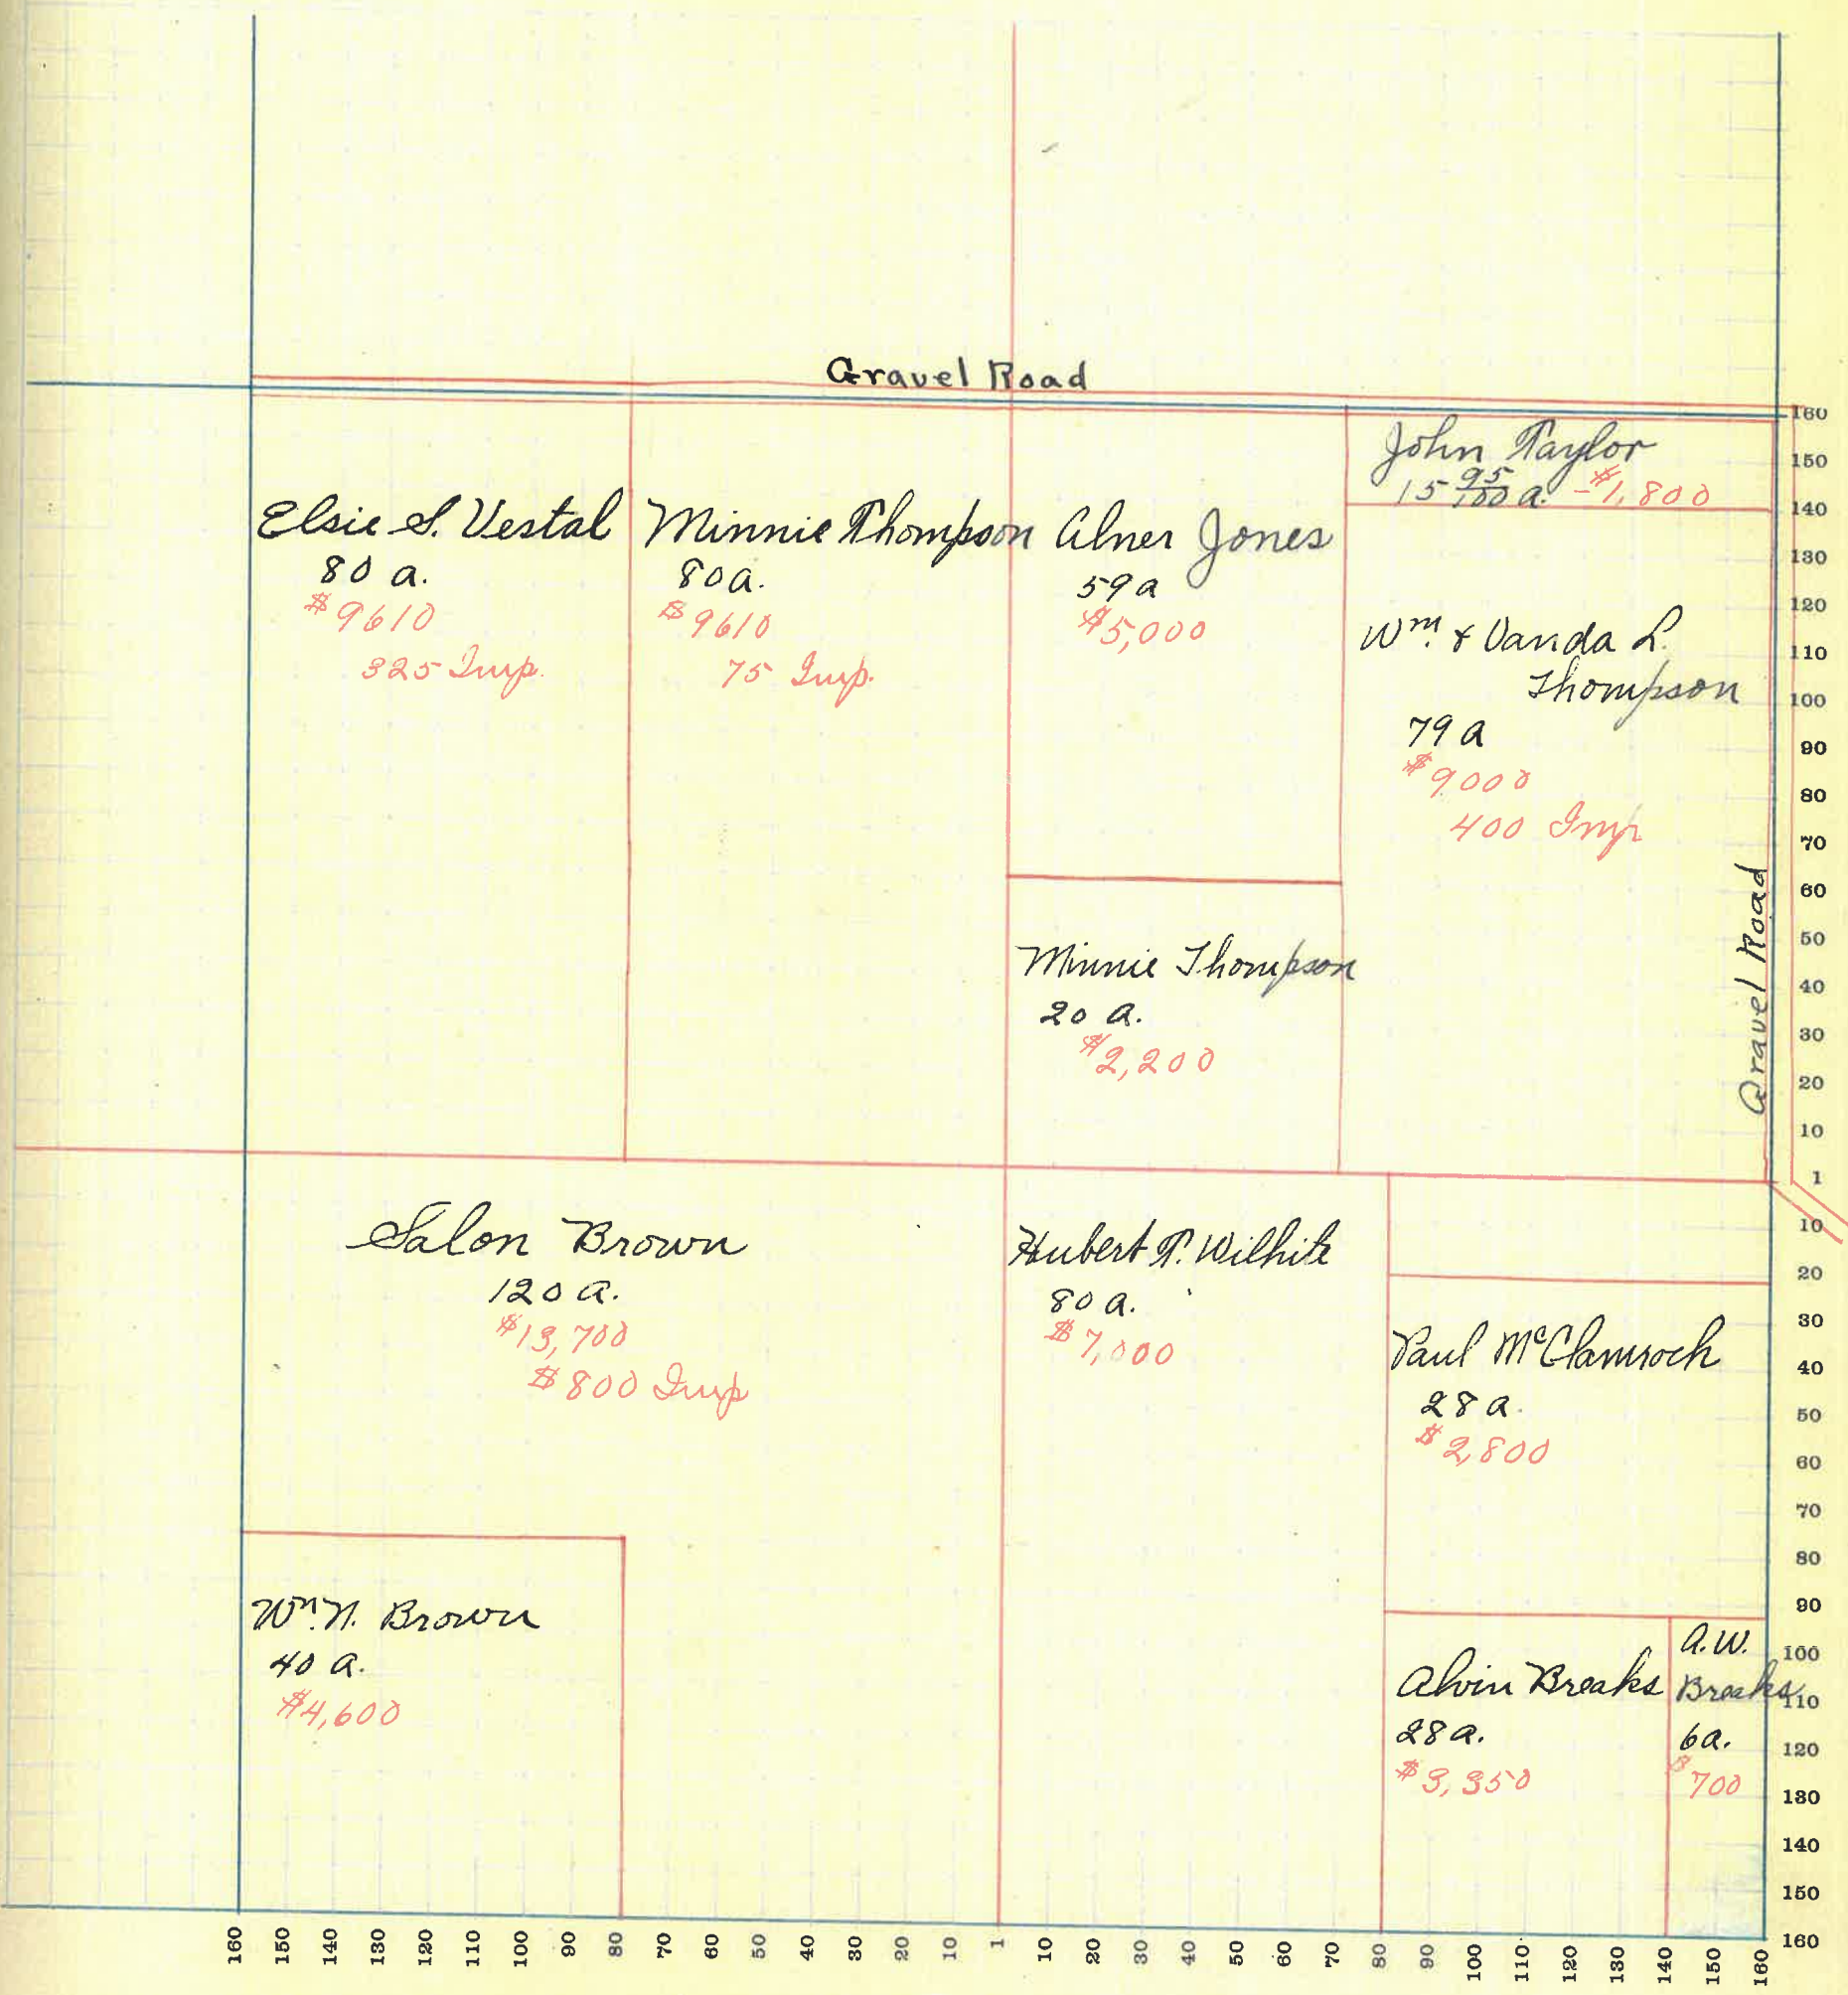 Gravel Road
Elsie S. Vestal
80 a.
$9610
325 Imp.
Minnie Thompson
80 a.
$9610
75 Imp.
Abner Jones
59 a
$5,000
John Taylor
15 95/100 a. - $1,800
Wm. & Vanda L.
Thompson
79 a
$9000
400 Imp
Minnie Thompson
20 a.
$2,200
Gravel Road
Salon Brown
120 a.
$13,700
$800 Imp
Hubert T. Wilhite
80 a.
$7,000
Paul McClamroch
28 a.
$2,800
Wm. N. Brown
40 a.
$4,600
Alvin Breaks
28 a.
$3,350
A. W.
Breaks
6 a.
$700
160
150
140
130
120
110
100
90
80
70
60
50
40
30
20
10
1
10
20
30
40
50
60
70
80
90
100
110
120
130
140
150
160
160 150 140 130 120 110 100 90 80 70 60 50 40 30 20 10 1 10 20 30 40 50 60 70 80 90 100 110 120 130 140 150 160